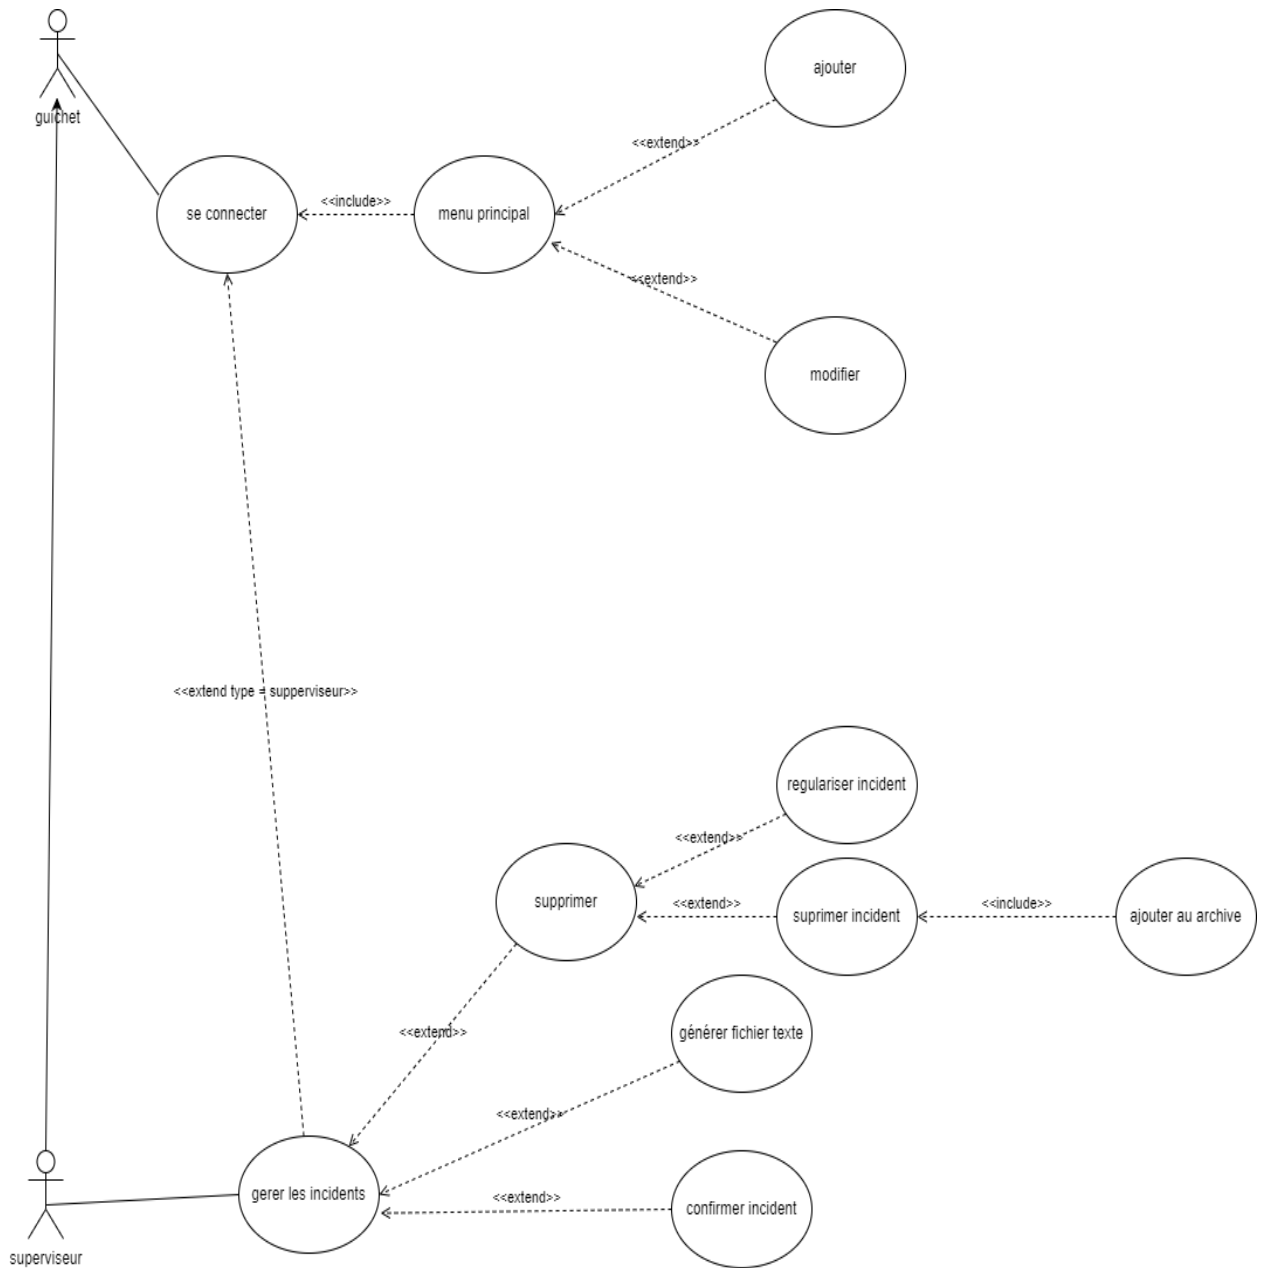 ajouter
guichet
<<extend>>
<<include>>
se connecter
menu principal
<<extend>>
modifier
<<extend type = supperviseur>>
regulariser incident
<<extend>>
supprimer
<<extend>>
suprimer incident
<<include>>
ajouter au archive
<<extend>>
générer fichier texte
<<extend>>
gerer les incidents
<<extend>>
confirmer incident
superviseur